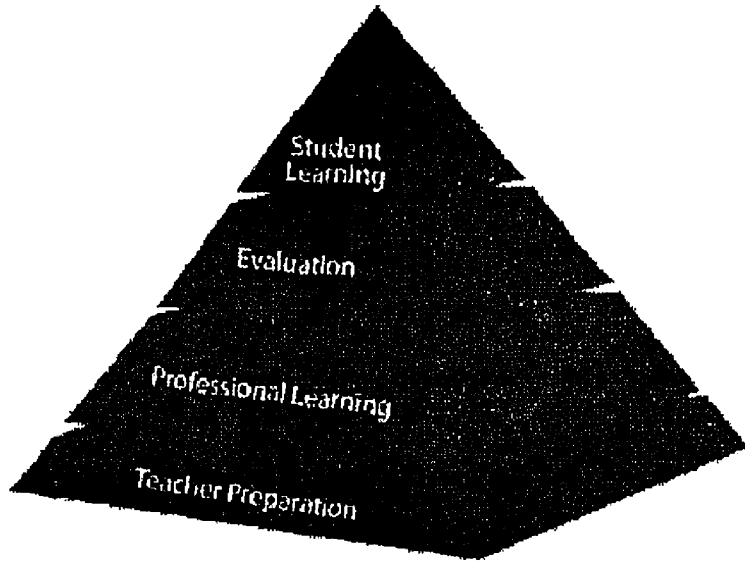 Student
Learning
Evaluation
Professional Learning
Teacher Preparation